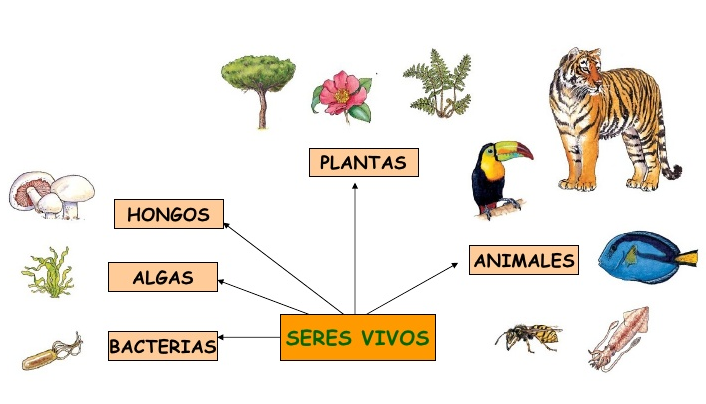 PLANTAS
HONGOS
ANIMALES
ALGAS
SERES VIVOS
BACTERIAS